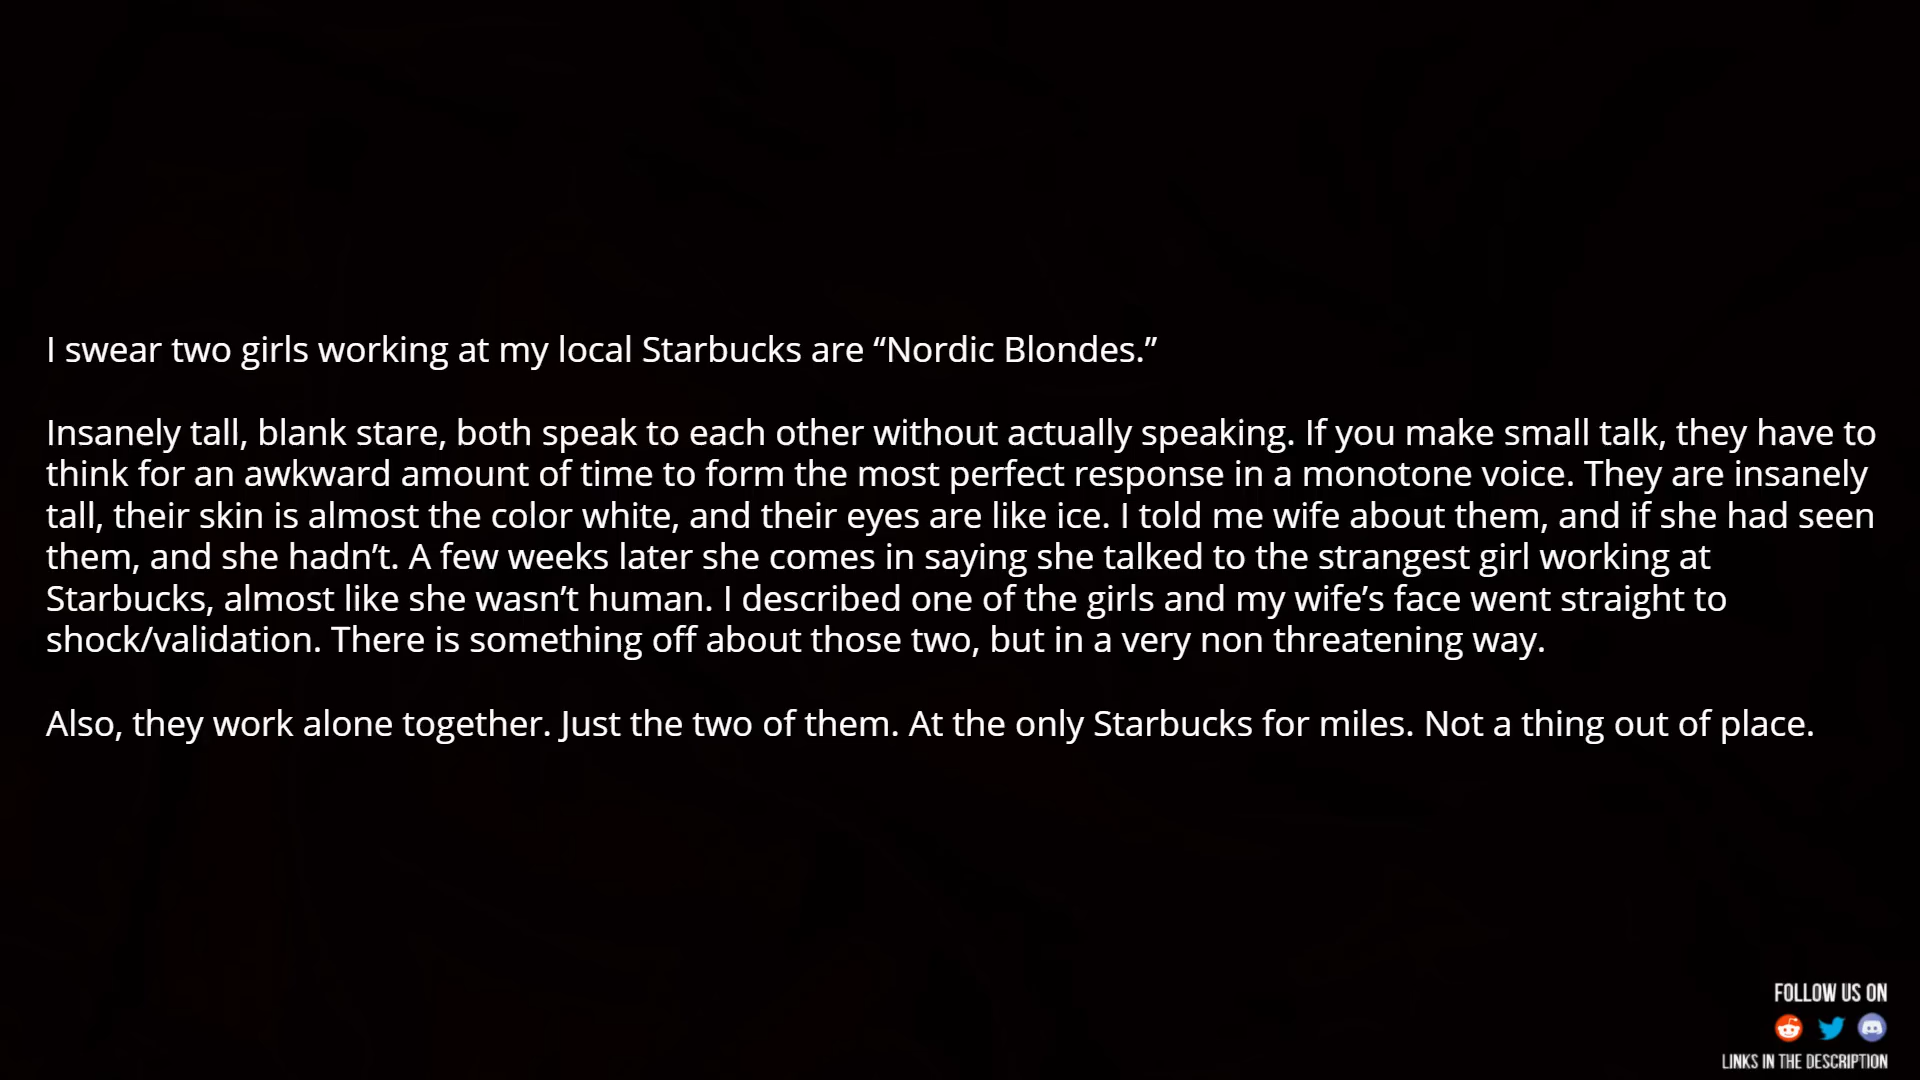 I swear two girls working at my local Starbucks are “Nordic Blondes.”
Insanely tall, blank stare, both speak to each other without actually speaking. If you make small talk, they have to
think for an awkward amount of time to form the most perfect response in a monotone voice. They are insanely
tall, their skin is almost the color white, and their eyes are like ice. I told me wife about them, and if she had seen
them, and she hadn’t. A few weeks later she comes in saying she talked to the strangest girl working at
Starbucks, almost like she wasn’t human. I described one of the girls and my wife’s face went straight to
shock/validation. There is something off about those two, but in a very non threatening way.
Also, they work alone together. Just the two of them. At the only Starbucks for miles. Not a thing out of place.
FOLLOW US ON
LINKS IN THE DESCRIPTION